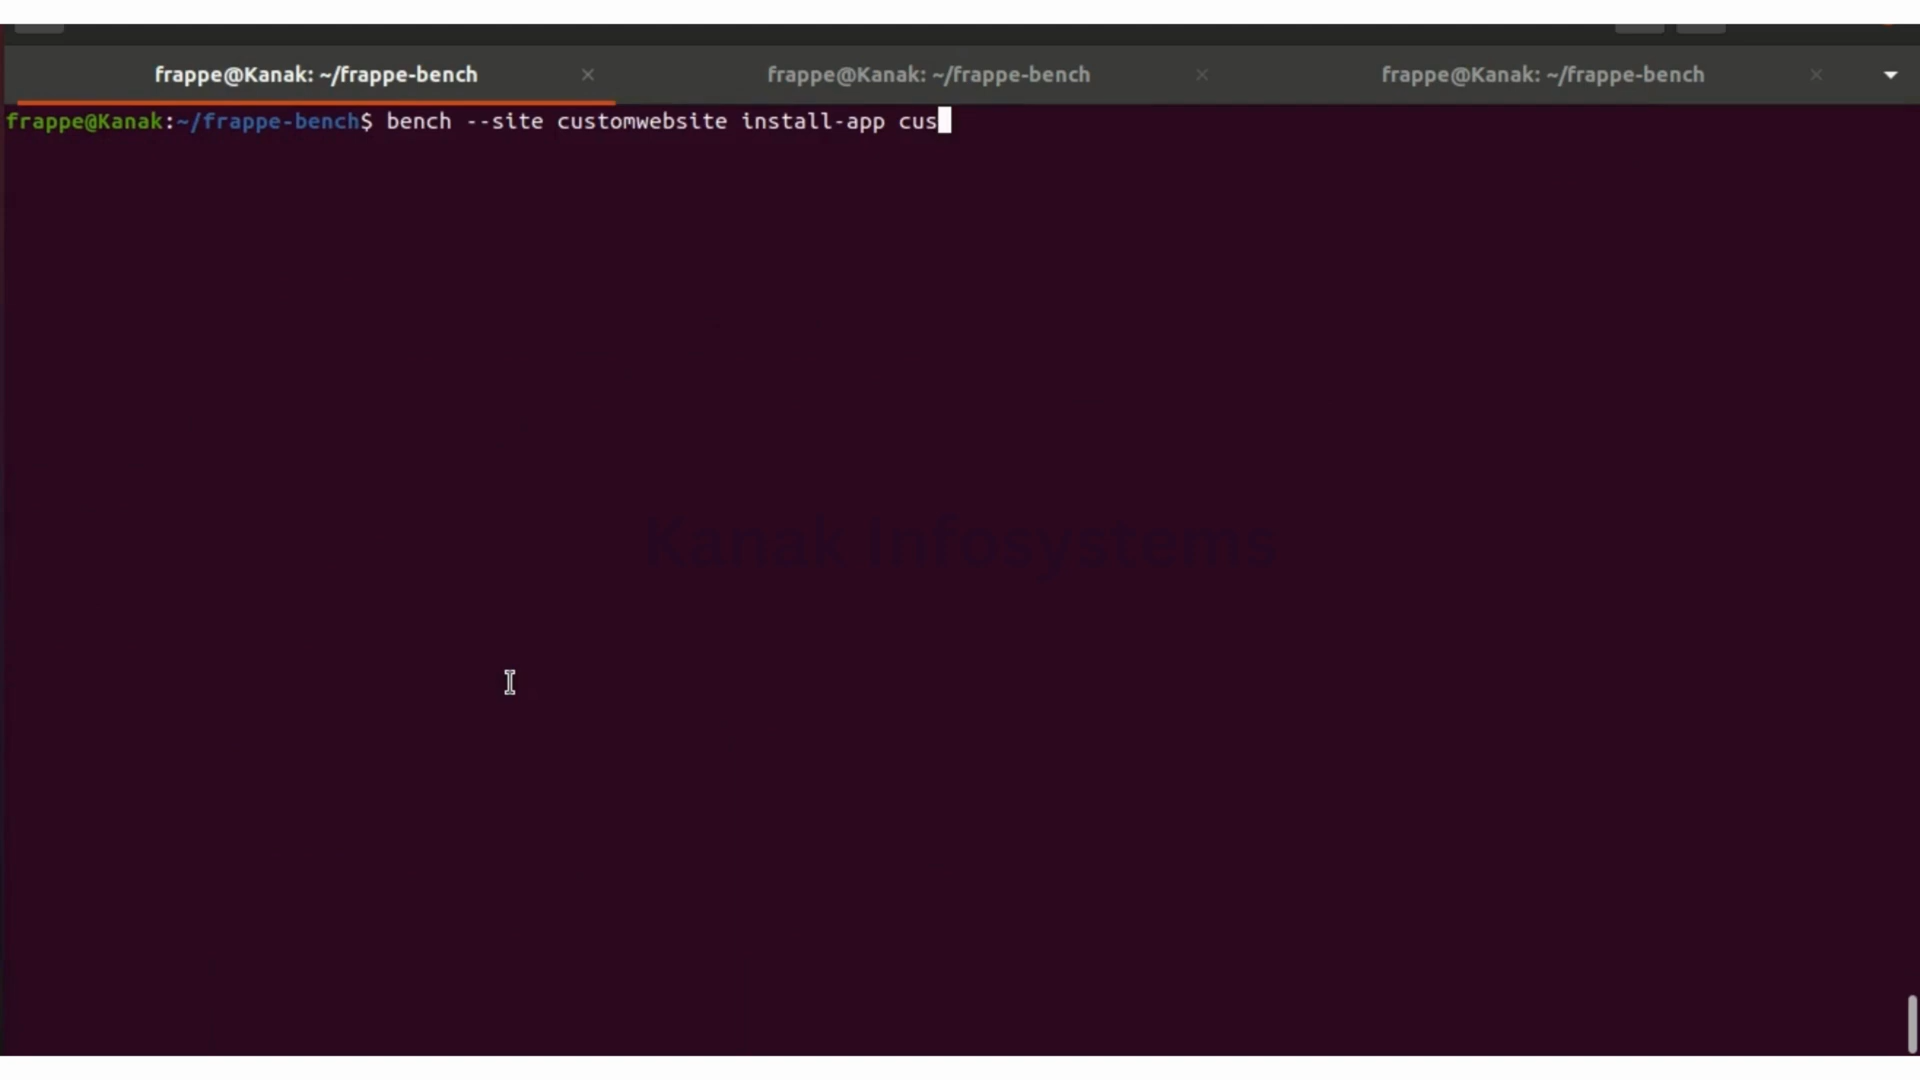 frappe@Kanak: ~/frappe-bench × frappe@Kanak: ~/frappe-bench × frappe@Kanak: ~/frappe-bench ×
frappe@Kanak:~/frappe-bench$ bench --site customwebsite install-app cus
Kanak Infosystems